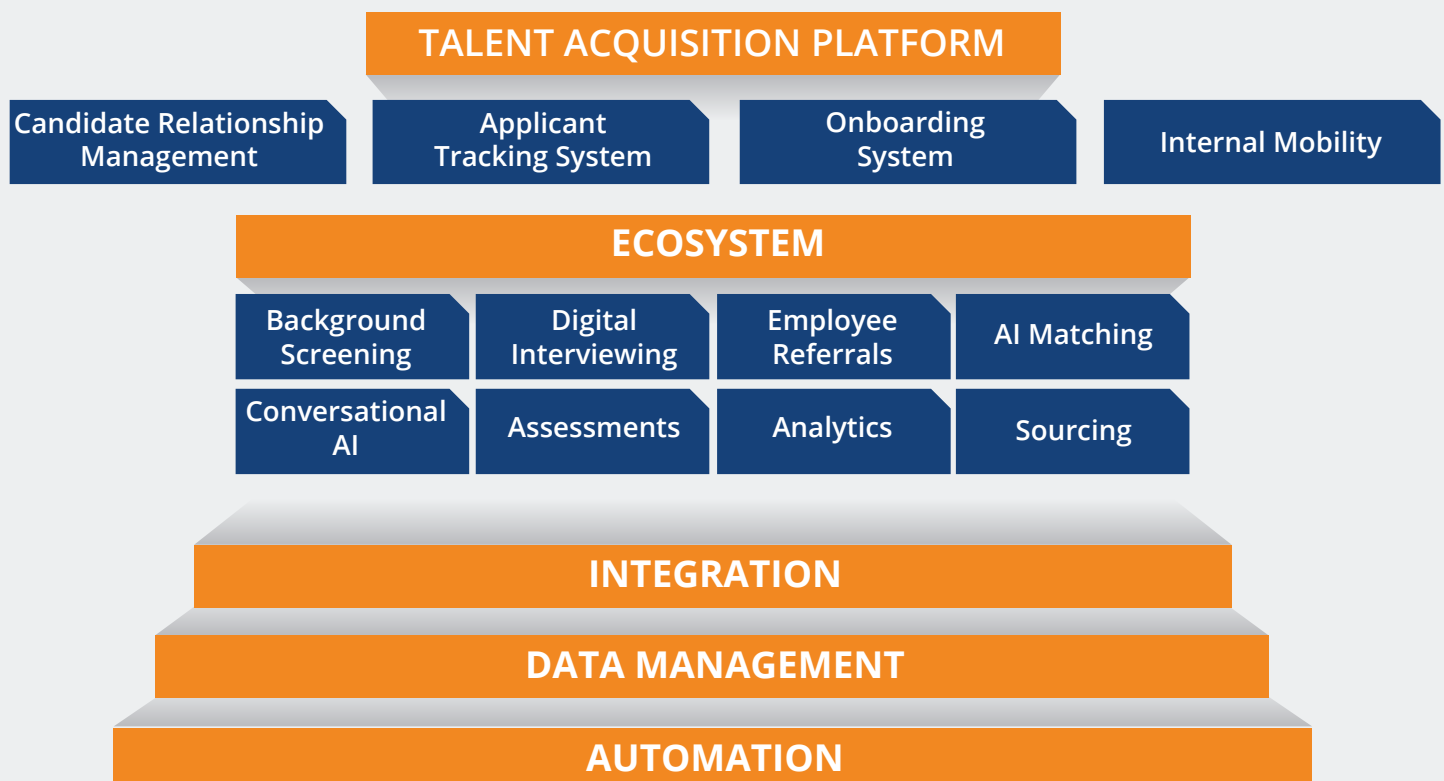 TALENT ACQUISITION PLATFORM
Candidate Relationship
Management
Applicant
Tracking System
Onboarding
System
Internal Mobility
ECOSYSTEM
Background
Screening
Digital
Interviewing
Employee
Referrals
AI Matching
Conversational
AI
Assessments
Analytics
Sourcing
INTEGRATION
DATA MANAGEMENT
AUTOMATION